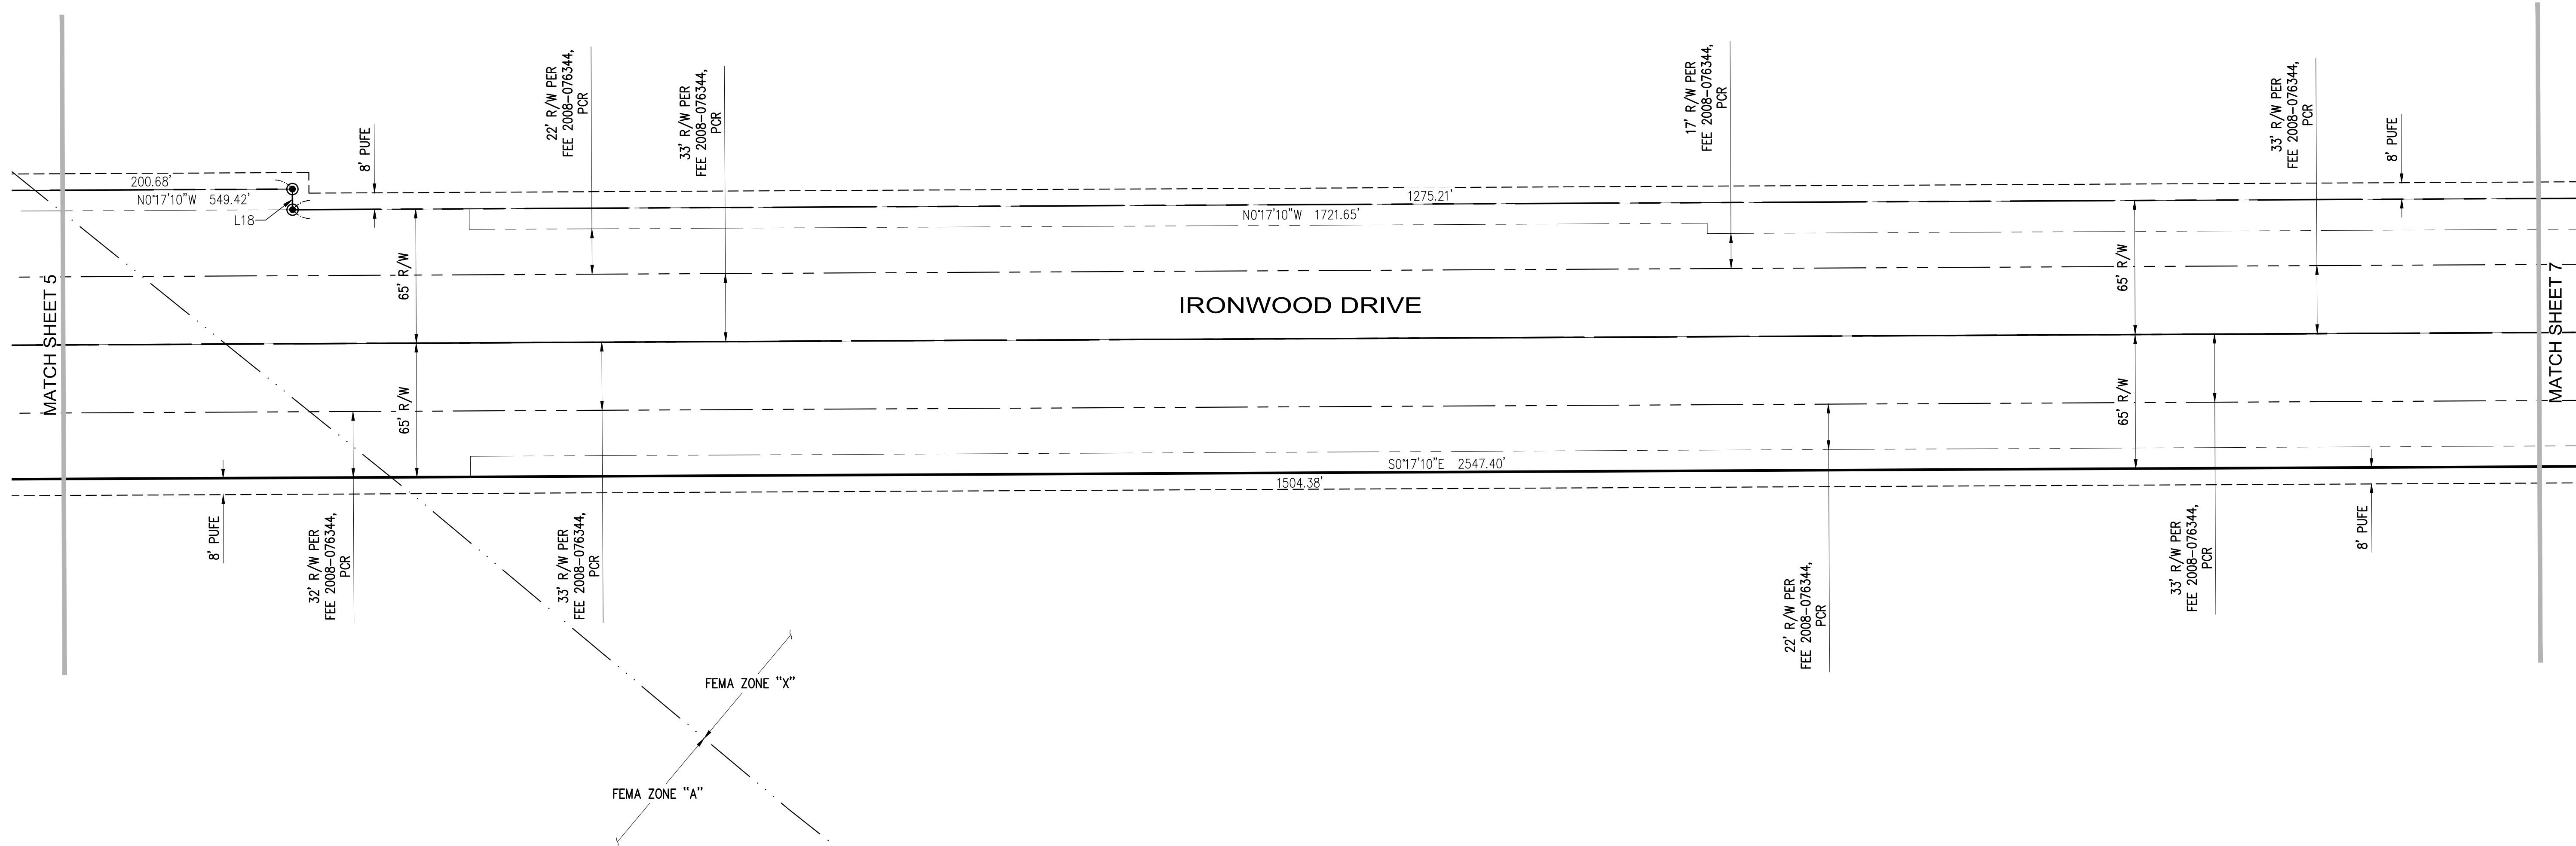 MATCH SHEET 5
200.68'
N0°17'10"W 549.42'
L18
8' PUFE
22' R/W PER
FEE 2008-076344,
PCR
33' R/W PER
FEE 2008-076344,
PCR
17' R/W PER
FEE 2008-076344,
PCR
33' R/W PER
FEE 2008-076344,
PCR
8' PUFE
1275.21'
N0°17'10"W 1721.65'
65' R/W
65' R/W
IRONWOOD DRIVE
MATCH SHEET 7
65' R/W
65' R/W
S0°17'10"E 2547.40'
1504.38'
8' PUFE
32' R/W PER
FEE 2008-076344,
PCR
33' R/W PER
FEE 2008-076344,
PCR
22' R/W PER
FEE 2008-076344,
PCR
33' R/W PER
FEE 2008-076344,
PCR
8' PUFE
FEMA ZONE "X"
FEMA ZONE "A"